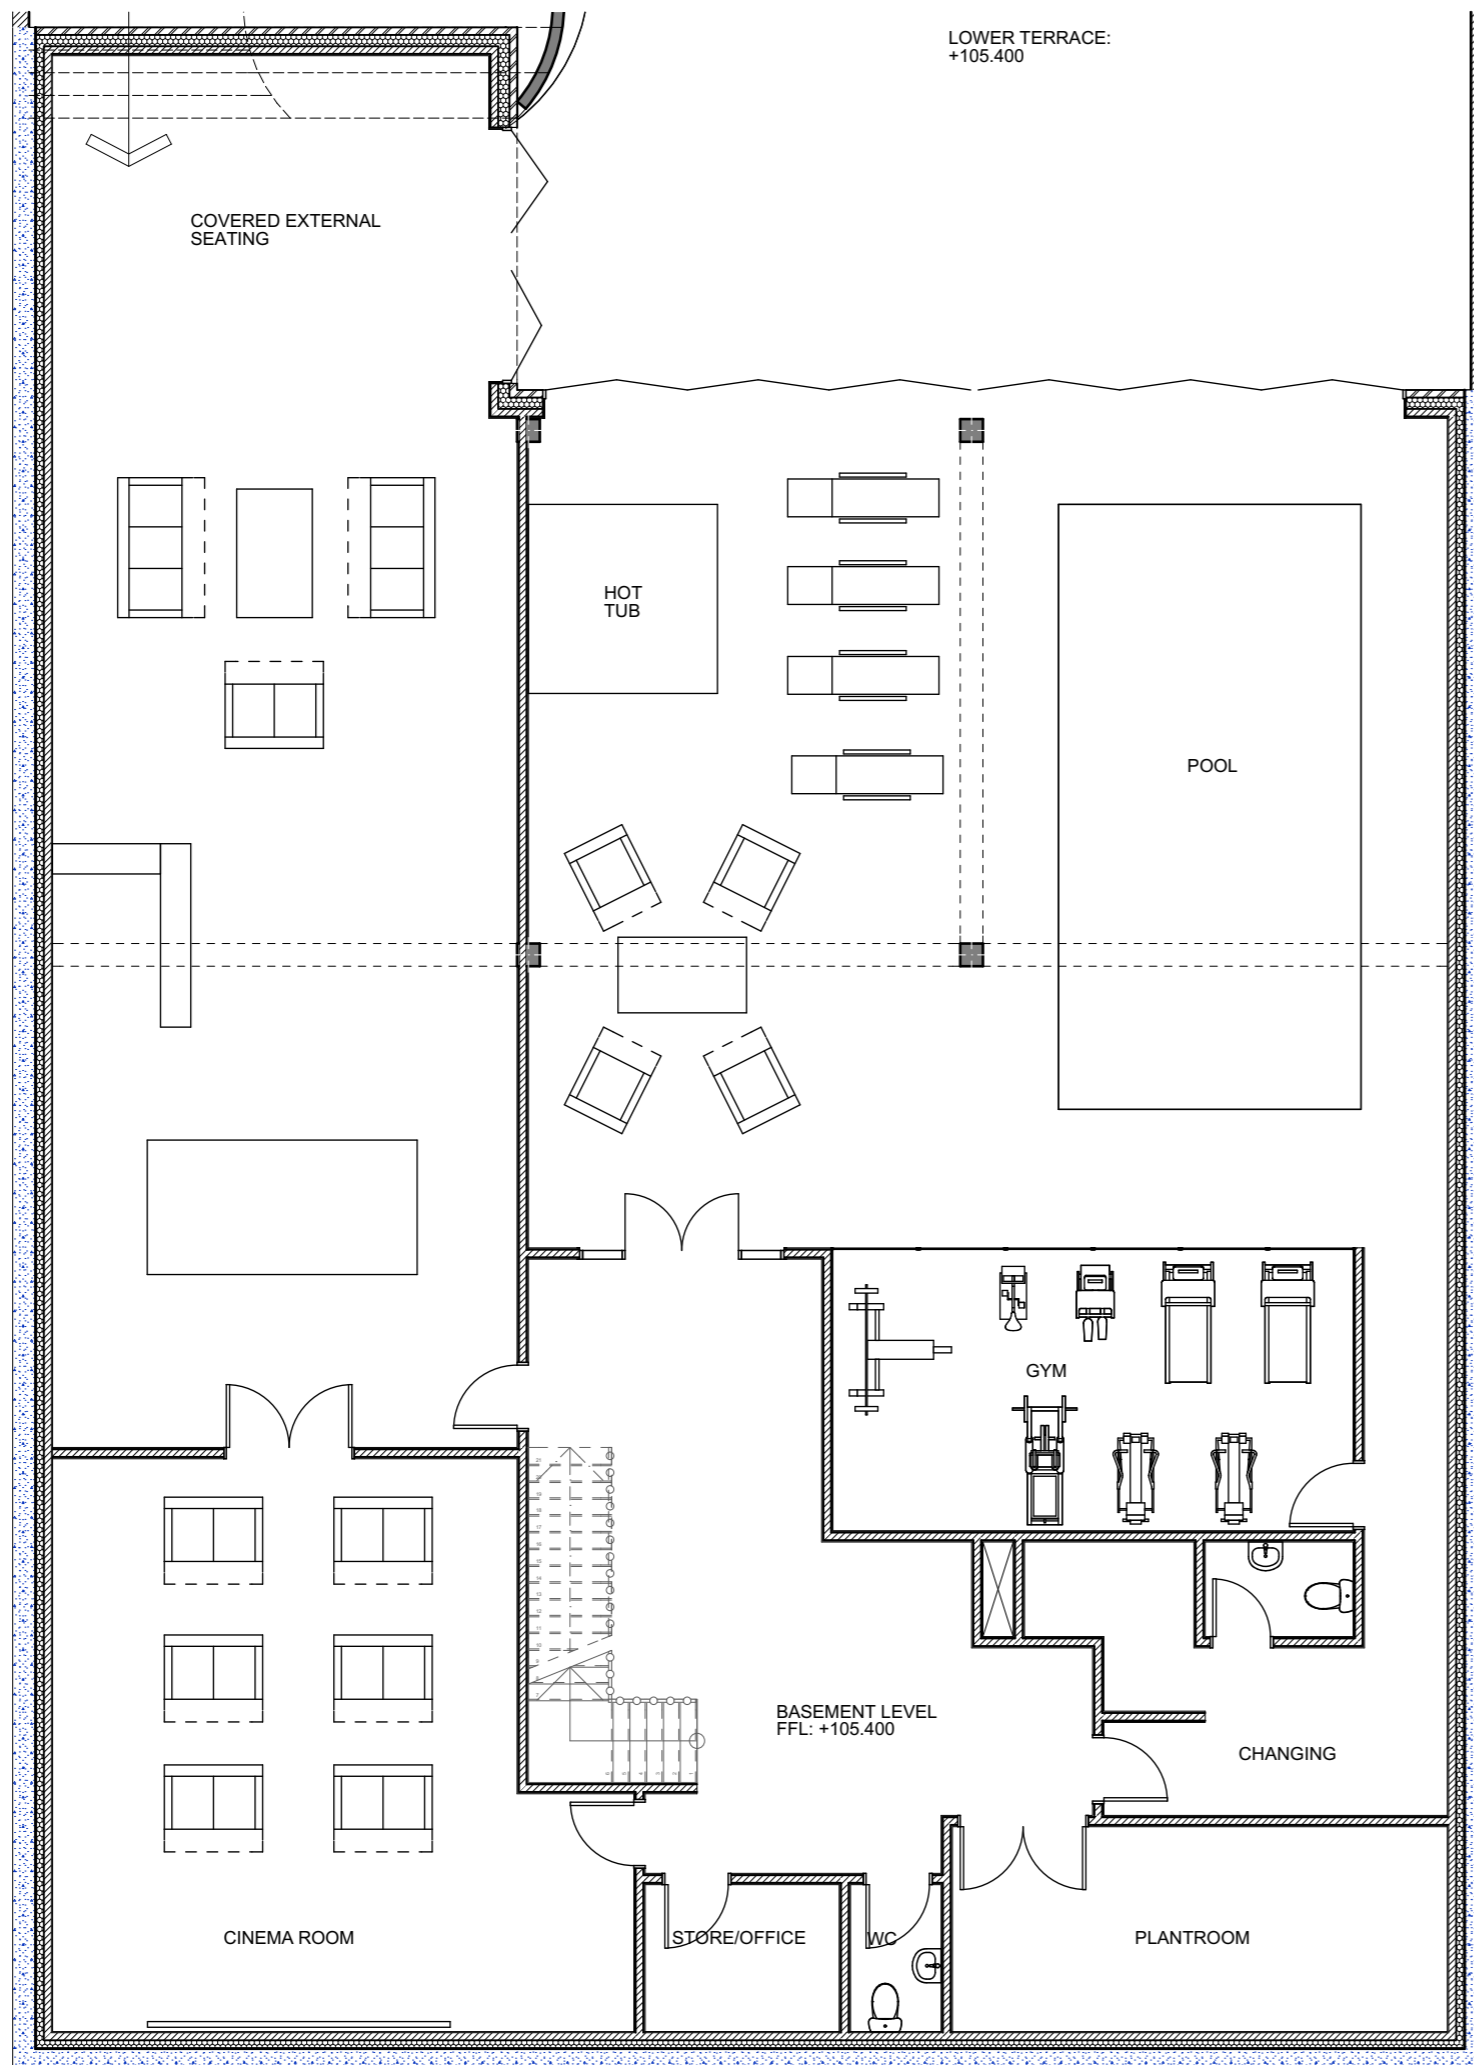 LOWER TERRACE:
+105.400
COVERED EXTERNAL
SEATING
HOT
TUB
POOL
GYM
BASEMENT LEVEL
FFL: +105.400
CHANGING
CINEMA ROOM
STORE/OFFICE
WC
PLANTROOM